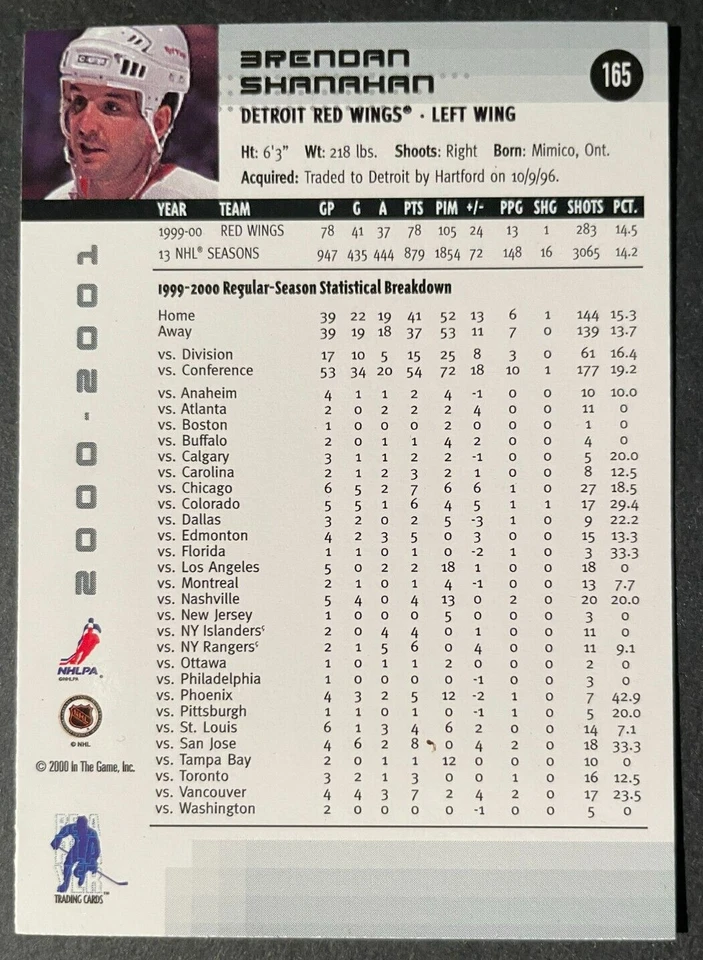 BRENDAN
SHANAHAN
165
DETROIT RED WINGS® · LEFT WING
Ht: 6'3" Wt: 218 lbs. Shoots: Right Born: Mimico, Ont.
Acquired: Traded to Detroit by Hartford on 10/9/96.
YEAR TEAM GP G A PTS PIM +/- PPG SHG SHOTS PCT.
1999-00 RED WINGS 78 41 37 78 105 24 13 1 283 14.5
13 NHL® SEASONS 947 435 444 879 1854 72 148 16 3065 14.2
1999-2000 Regular-Season Statistical Breakdown
Home 39 22 19 41 52 13 6 1 144 15.3
Away 39 19 18 37 53 11 7 0 139 13.7
vs. Division 17 10 5 15 25 8 3 0 61 16.4
vs. Conference 53 34 20 54 72 18 10 1 177 19.2
vs. Anaheim 4 1 1 2 4 -1 0 0 10 10.0
vs. Atlanta 2 0 2 2 2 4 0 0 11 0
vs. Boston 1 0 0 0 2 0 0 0 1 0
vs. Buffalo 2 0 1 1 4 2 0 0 4 0
vs. Calgary 3 1 1 2 2 -1 0 0 5 20.0
vs. Carolina 2 1 2 3 2 1 0 0 8 12.5
vs. Chicago 6 5 2 7 6 6 1 0 27 18.5
vs. Colorado 5 5 1 6 4 5 1 1 17 29.4
vs. Dallas 3 2 0 2 5 -3 1 0 9 22.2
vs. Edmonton 4 2 3 5 0 3 0 0 15 13.3
vs. Florida 1 1 0 1 0 -2 1 0 3 33.3
vs. Los Angeles 5 0 2 2 18 1 0 0 18 0
vs. Montreal 2 1 0 1 4 -1 0 0 13 7.7
vs. Nashville 5 4 0 4 13 0 2 0 20 20.0
vs. New Jersey 1 0 0 0 5 0 0 0 3 0
vs. NY Islanders 2 0 4 4 0 1 0 0 11 0
vs. NY Rangers 2 1 5 6 0 4 0 0 11 9.1
vs. Ottawa 1 0 1 1 2 0 0 0 2 0
vs. Philadelphia 1 0 0 0 0 -1 0 0 3 0
vs. Phoenix 4 3 2 5 12 -2 1 0 7 42.9
vs. Pittsburgh 1 1 0 1 0 -1 1 0 5 20.0
vs. St. Louis 6 1 3 4 6 2 0 0 14 7.1
vs. San Jose 4 6 2 8 0 4 2 0 18 33.3
vs. Tampa Bay 2 0 1 1 12 0 0 0 10 0
vs. Toronto 3 2 1 3 0 0 1 0 16 12.5
vs. Vancouver 4 4 3 7 2 4 2 0 17 23.5
vs. Washington 2 0 0 0 0 -1 0 0 5 0
2000-2001
NHLPA
©NHLPA
NHL
© NHL
© 2000 In The Game, Inc.
BE A PLAYER
TRADING CARDS™